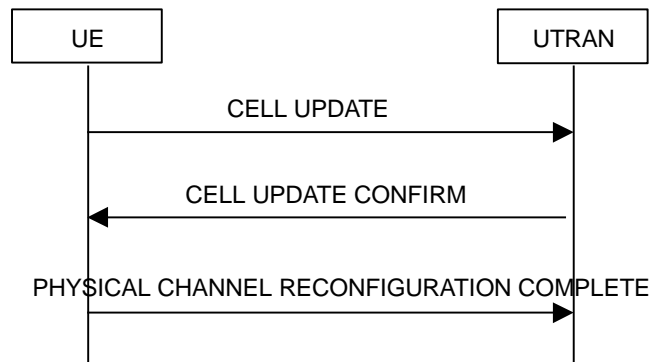 UE
UTRAN
CELL UPDATE
CELL UPDATE CONFIRM
PHYSICAL CHANNEL RECONFIGURATION COMPLETE